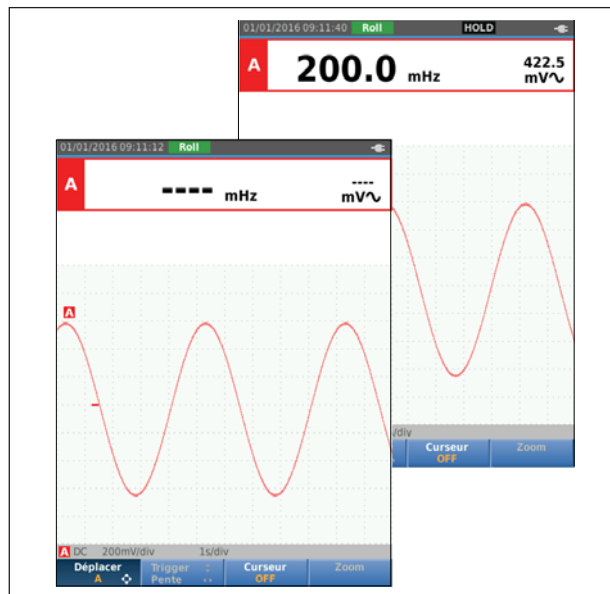 01/01/2016 09:11:40 Roll HOLD
A 200.0 mHz 422.5 mV
01/01/2016 09:11:12 Roll
A ---- mHz ---- mV
A
/div
Curseur OFF Zoom
A DC 200mV/div 1s/div
Déplacer Trigger Curseur Zoom
A Pente OFF